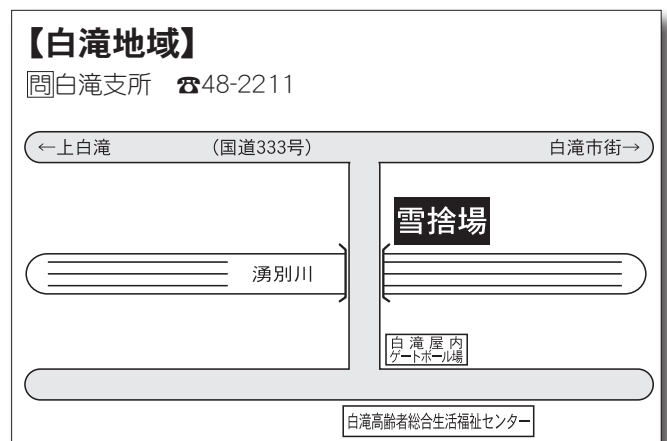 【白滝地域】
問白滝支所 ☎48-2211
←上白滝 (国道333号) 白滝市街→
雪捨場
湧別川
白滝屋内
ゲートボール場
白滝高齢者総合生活福祉センター